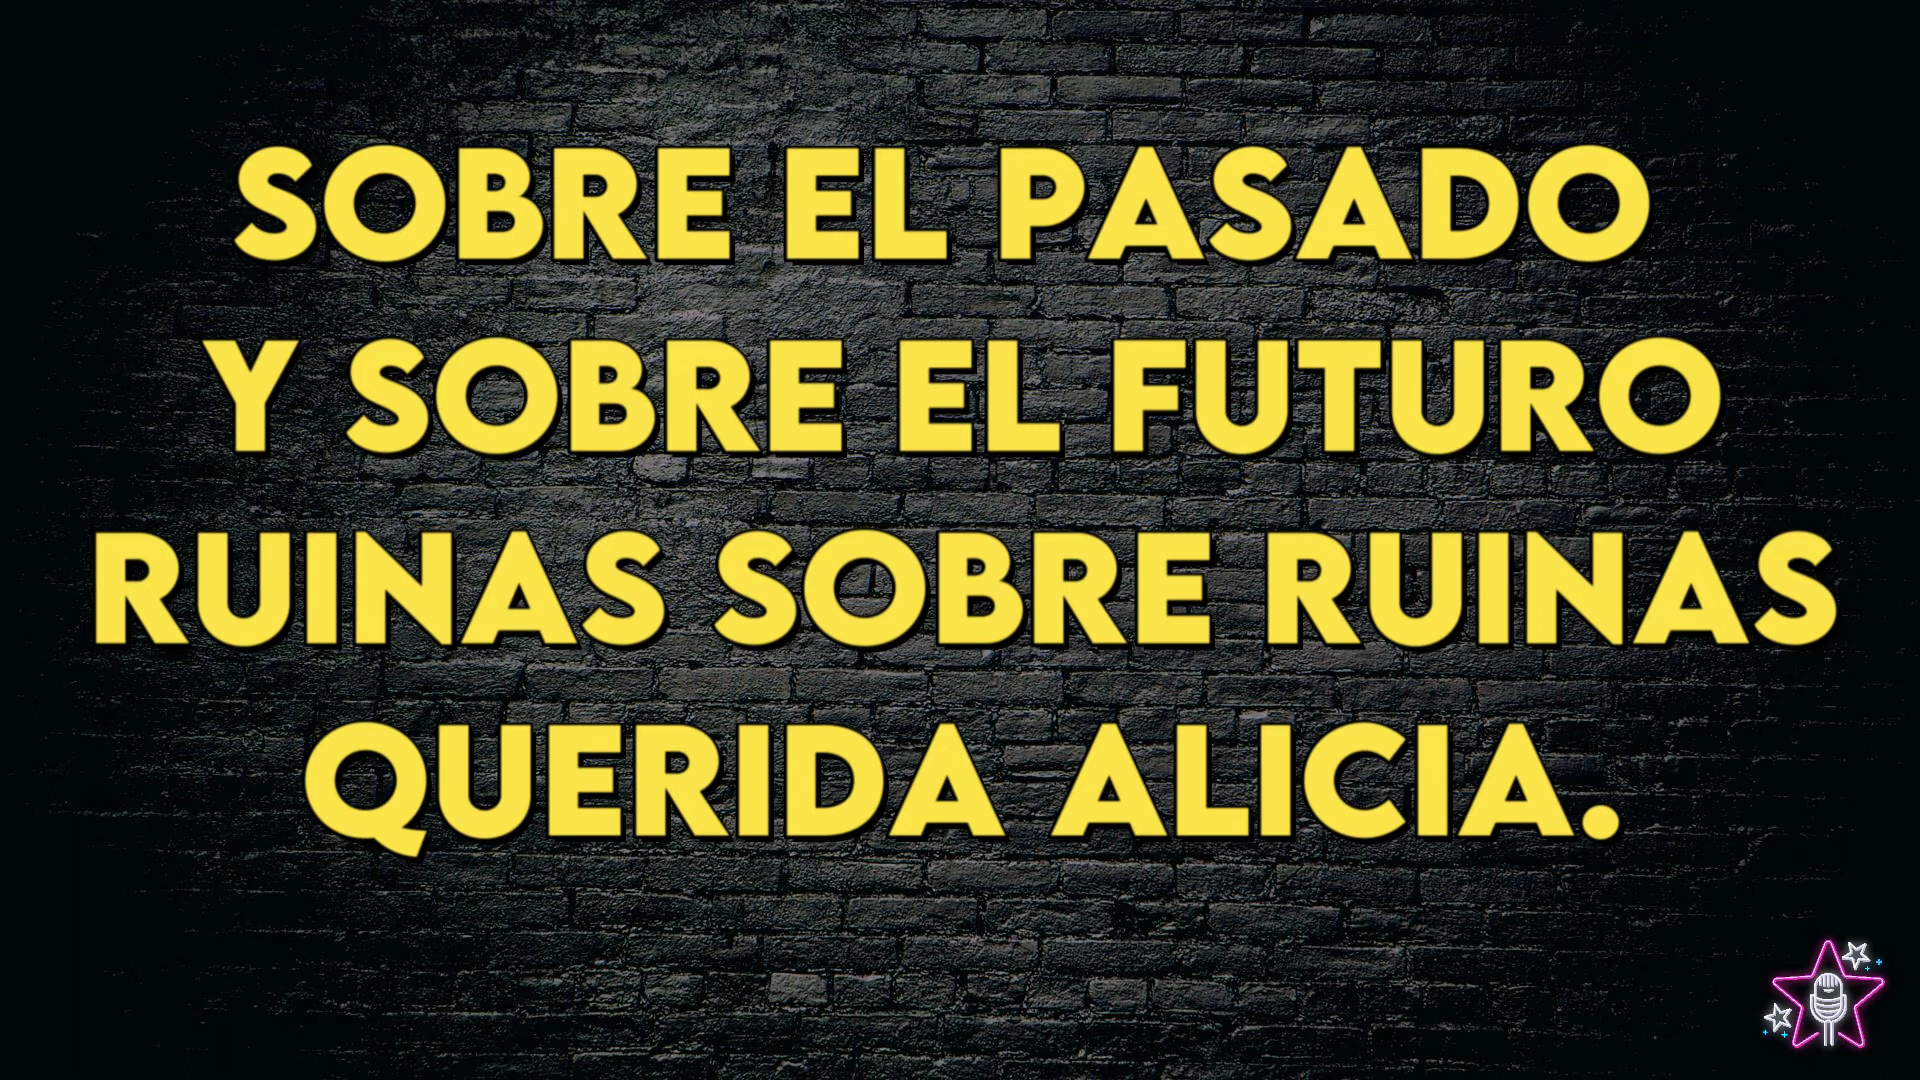 SOBRE EL PASADO
Y SOBRE EL FUTURO
RUINAS SOBRE RUINAS
QUERIDA ALICIA.